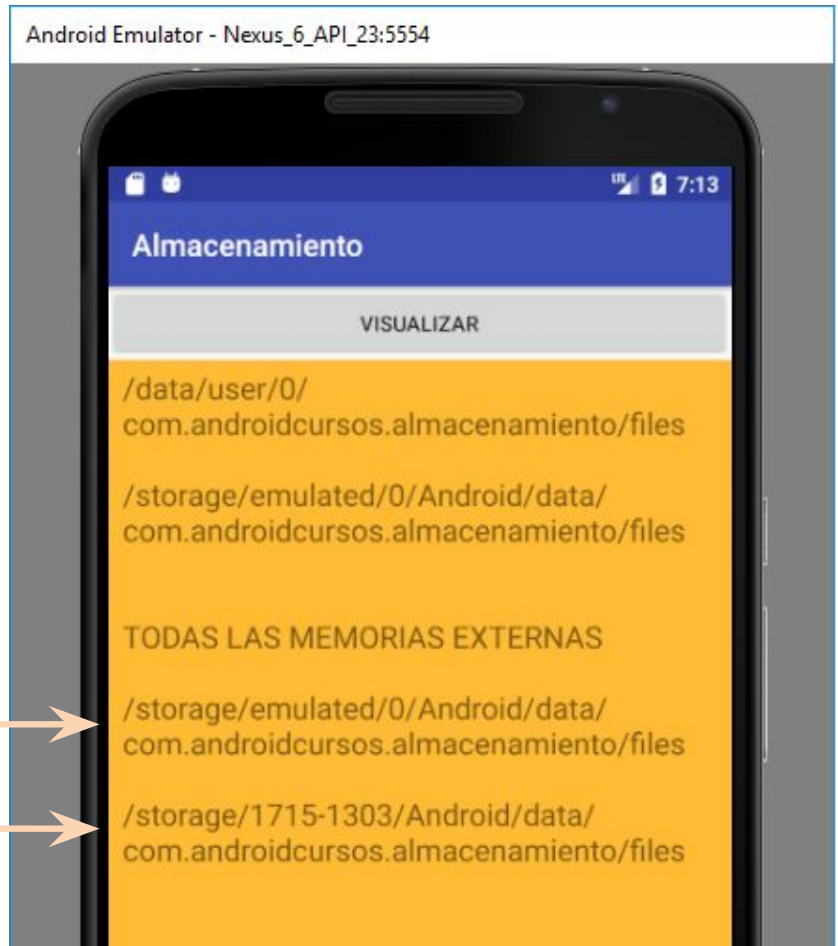 Android Emulator - Nexus_6_API_23:5554
LTE 7:13
Almacenamiento
VISUALIZAR
/data/user/0/
com.androidcursos.almacenamiento/files
/storage/emulated/0/Android/data/
com.androidcursos.almacenamiento/files
TODAS LAS MEMORIAS EXTERNAS
/storage/emulated/0/Android/data/
com.androidcursos.almacenamiento/files
/storage/1715-1303/Android/data/
com.androidcursos.almacenamiento/files